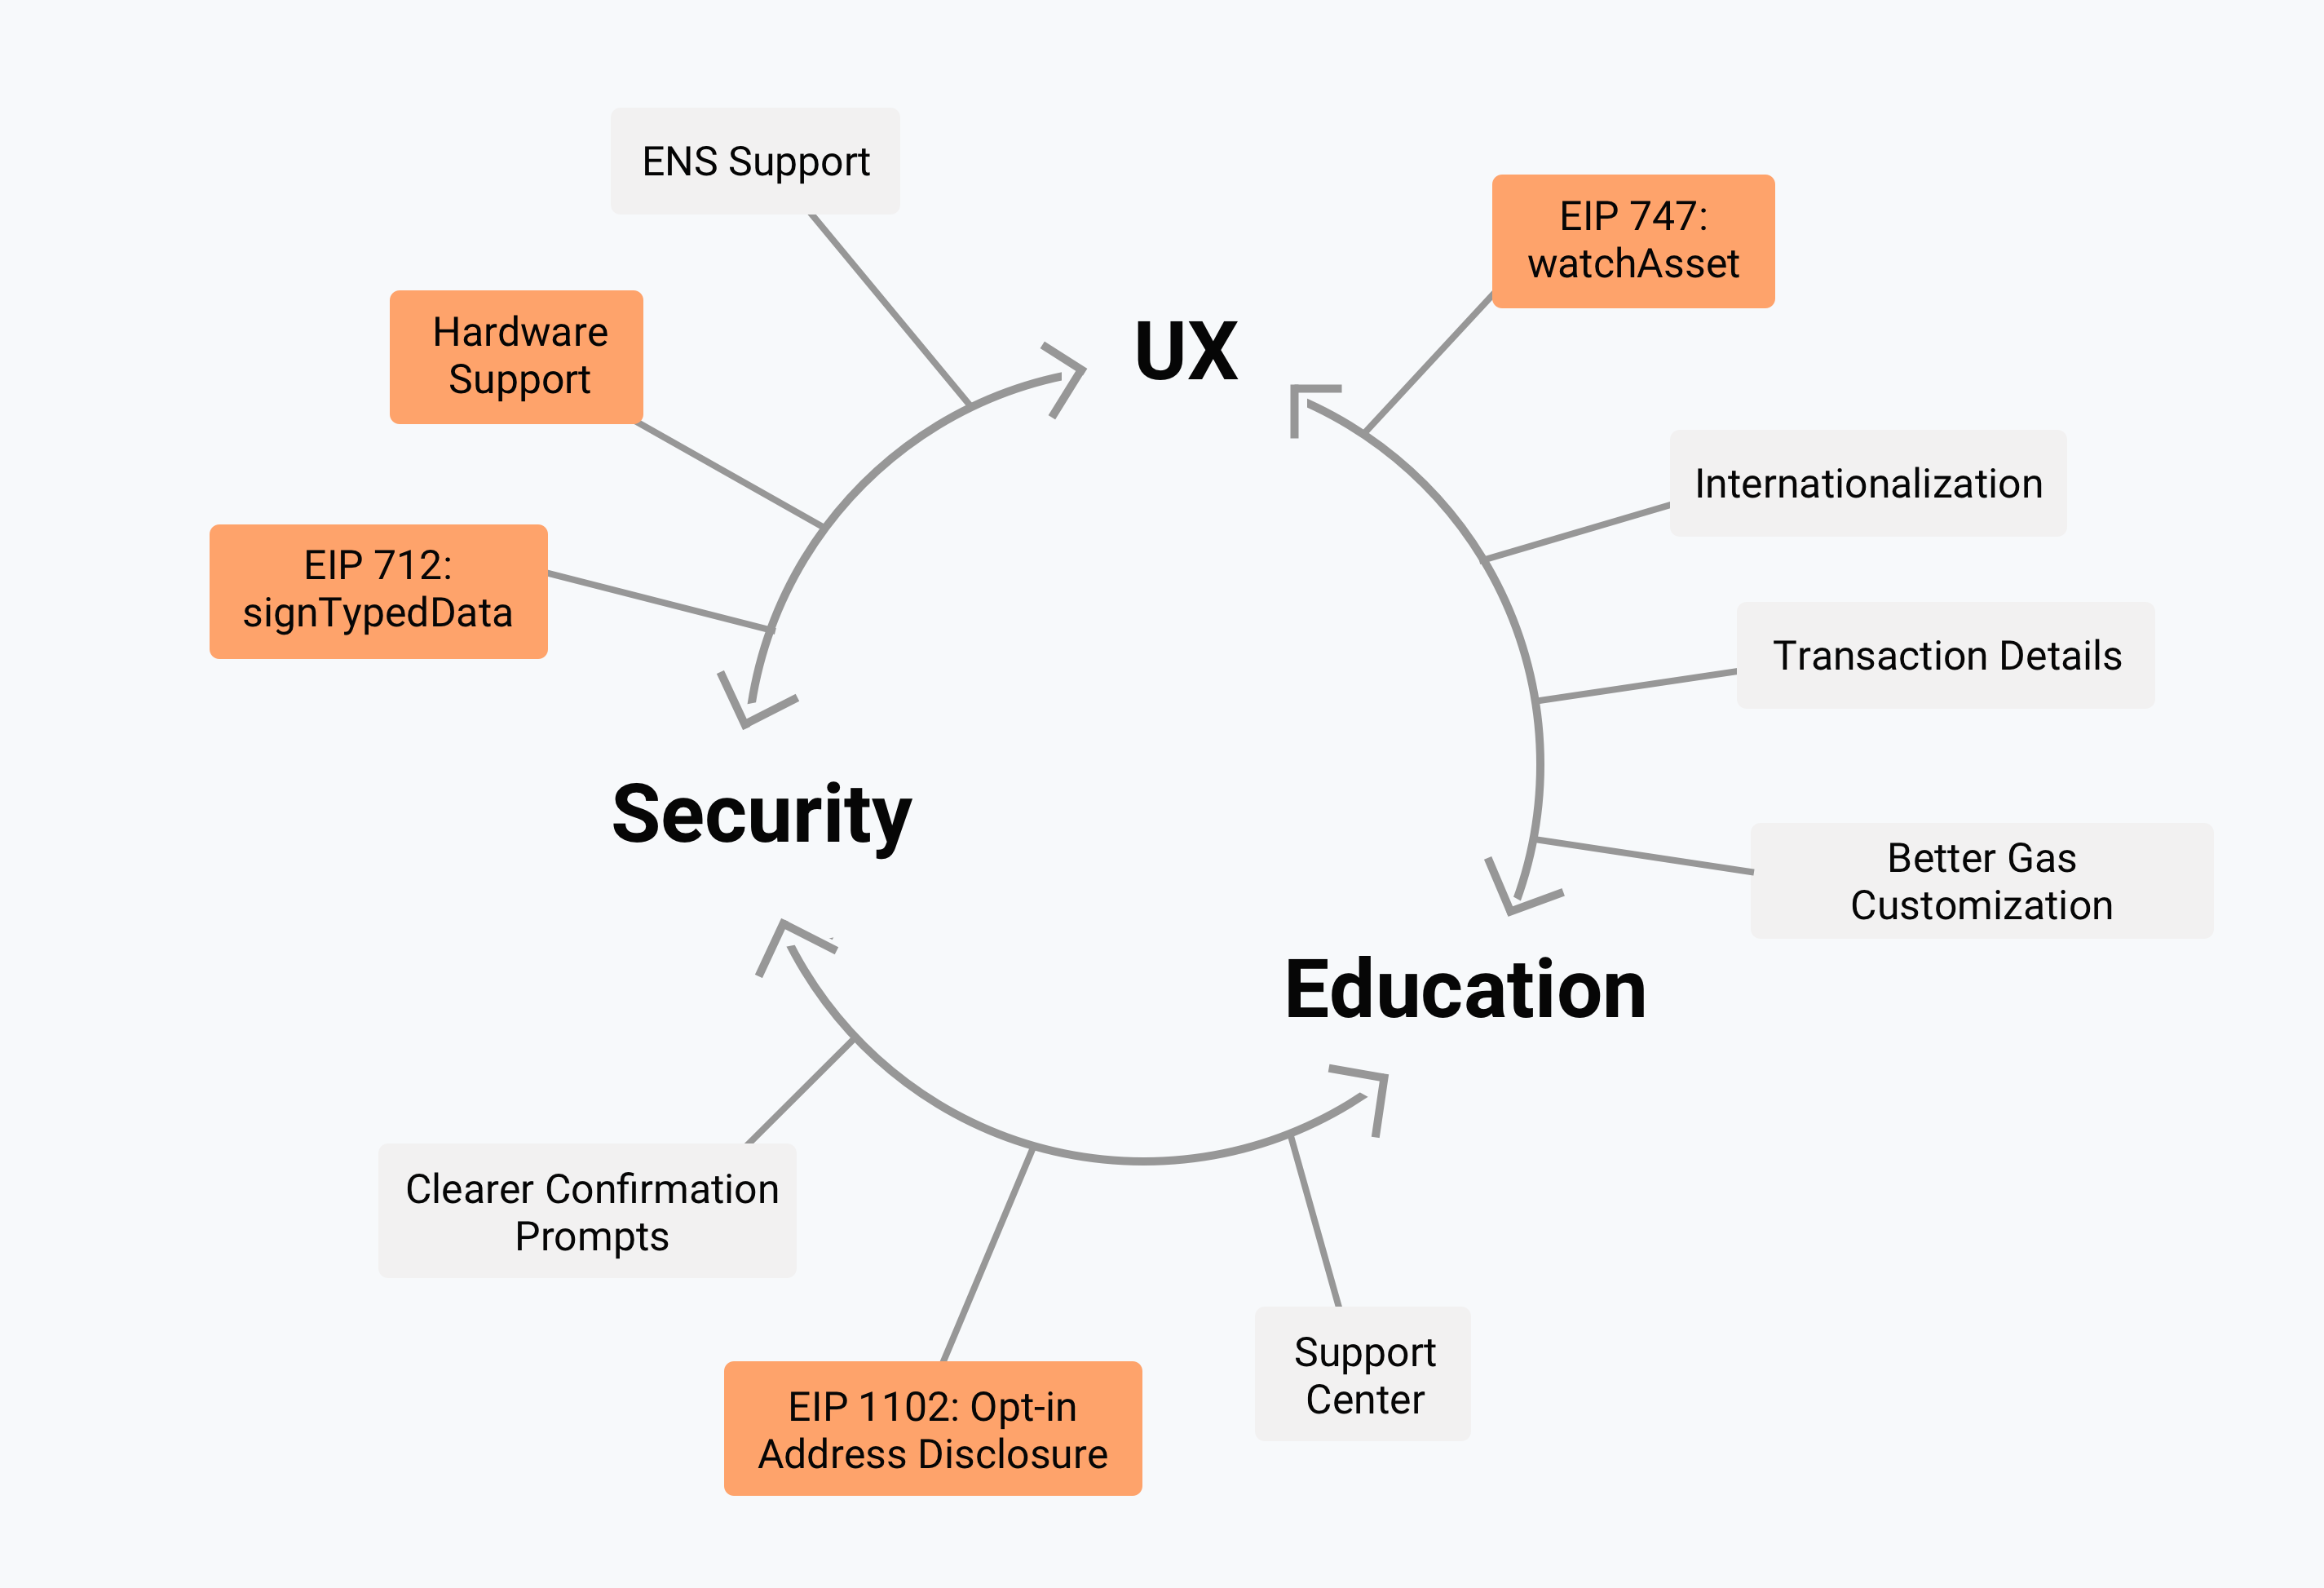 ENS Support
EIP 747:
watchAsset
Hardware
Support
UX
Internationalization
EIP 712:
signTypedData
Transaction Details
Security
Better Gas
Customization
Education
Clearer Confirmation
Prompts
EIP 1102: Opt-in
Address Disclosure
Support
Center